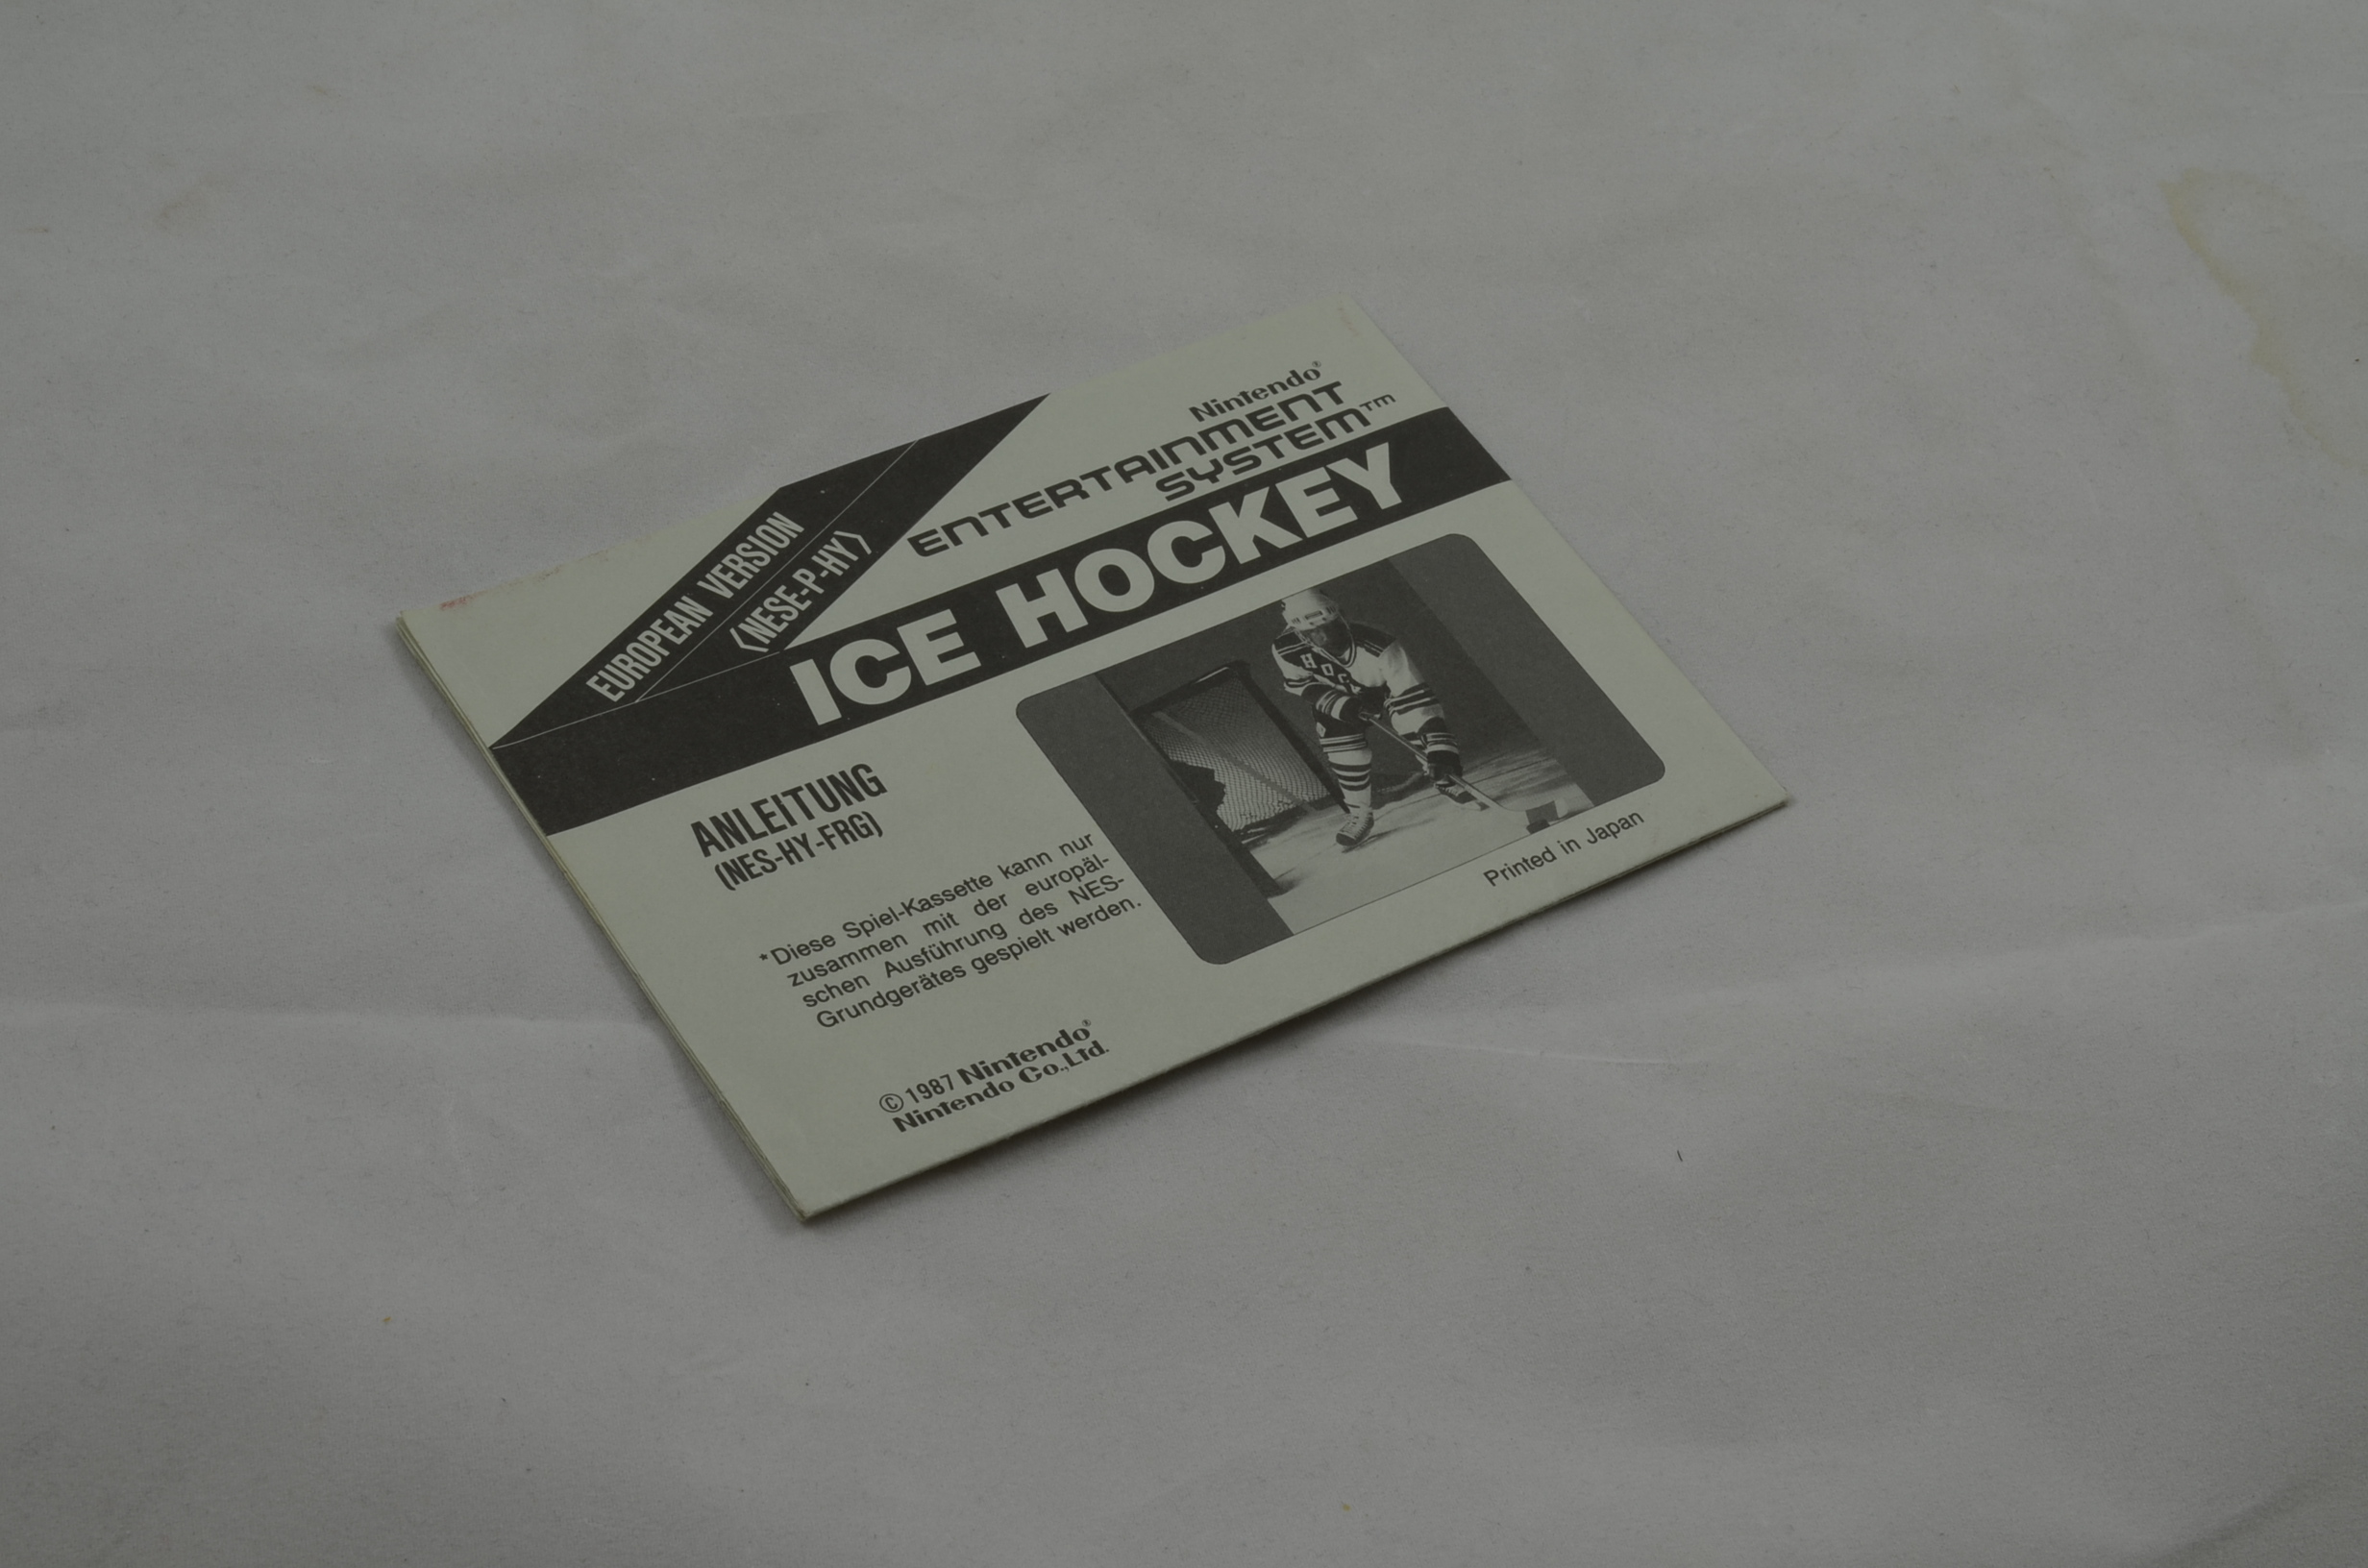 EUROPEAN VERSION
〈NESE-P-HY〉
Nintendo®
ENTERTAINMENT
SYSTEM™
ICE HOCKEY
ANLEITUNG
(NES-HY-FRG)
*Diese Spiel-Kassette kann nur
zusammen mit der europäl-
schen Ausführung des NES-
Grundgerätes gespielt werden.
© 1987 Nintendo®
Nintendo Co.,Ltd.
HOC
Printed in Japan